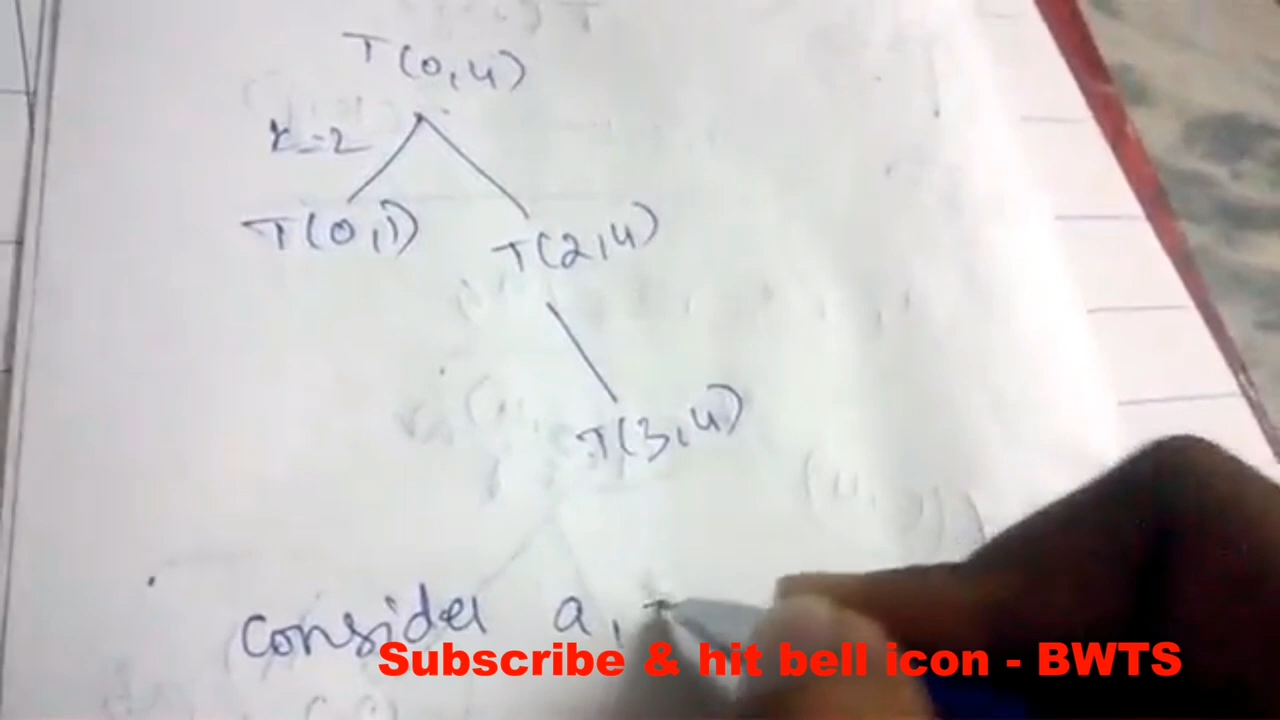 T(0,4)
r=2
T(0,1) T(2,4)
T(3,4)
consider a,
Subscribe & hit bell icon - BWTS